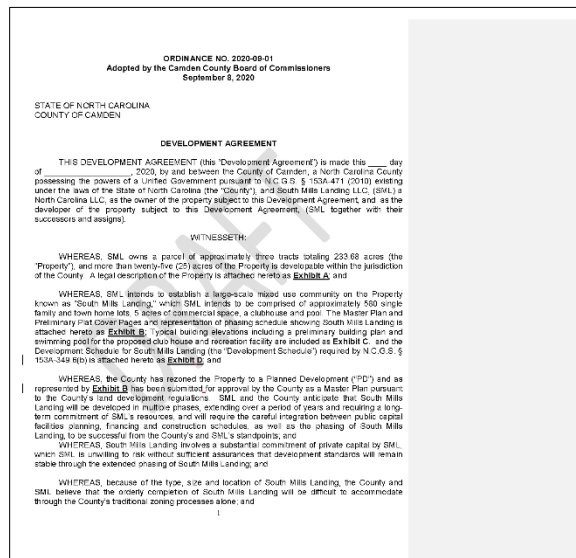 ORDINANCE NO. 2020-09-01
Adopted by the Camden County Board of Commissioners
September 8, 2020
STATE OF NORTH CAROLINA
COUNTY OF CAMDEN
DEVELOPMENT AGREEMENT
THIS DEVELOPMENT AGREEMENT (this "Development Agreement") is made this ____ day
of ________________, 2020, by and between the County of Camden, a North Carolina County
possessing the powers of a Unified Government pursuant to N.C.G.S. § 153A-471 (2010) existing
under the laws of the State of North Carolina (the "County"), and South Mills Landing LLC, (SML) a
North Carolina LLC, as the owner of the property subject to this Development Agreement, and as the
developer of the property subject to this Development Agreement, (SML together with their
successors and assigns).
WITNESSETH:
WHEREAS, SML owns a parcel of approximately three tracts totaling 233.68 acres (the
"Property"), and more than twenty-five (25) acres of the Property is developable within the jurisdiction
of the County. A legal description of the Property is attached hereto as Exhibit A; and
WHEREAS, SML intends to establish a large-scale mixed use community on the Property
known as "South Mills Landing," which SML intends to be comprised of approximately 580 single
family and town home lots, 5 acres of commercial space, a clubhouse and pool. The Master Plan and
Preliminary Plat Cover Pages and representation of phasing schedule showing South Mills Landing is
attached hereto as Exhibit B; Typical building elevations including a preliminary building plan and
swimming pool for the proposed club house and recreation facility are included as Exhibit C. and the
Development Schedule for South Mills Landing (the "Development Schedule") required by N.C.G.S. §
153A-349.6(b) is attached hereto as Exhibit D; and
WHEREAS, the County has rezoned the Property to a Planned Development ("PD") and as
represented by Exhibit B has been submitted for approval by the County as a Master Plan pursuant
to the County's land development regulations. SML and the County anticipate that South Mills
Landing will be developed in multiple phases, extending over a period of years and requiring a long-
term commitment of SML's resources, and will require the careful integration between public capital
facilities planning, financing and construction schedules, as well as the phasing of South Mills
Landing, to be successful from the County's and SML's standpoints; and
WHEREAS, South Mills Landing involves a substantial commitment of private capital by SML,
which SML is unwilling to risk without sufficient assurances that development standards will remain
stable through the extended phasing of South Mills Landing; and
WHEREAS, because of the type, size and location of South Mills Landing, the County and
SML believe that the orderly completion of South Mills Landing will be difficult to accommodate
through the County's traditional zoning processes alone; and
1
DRAFT